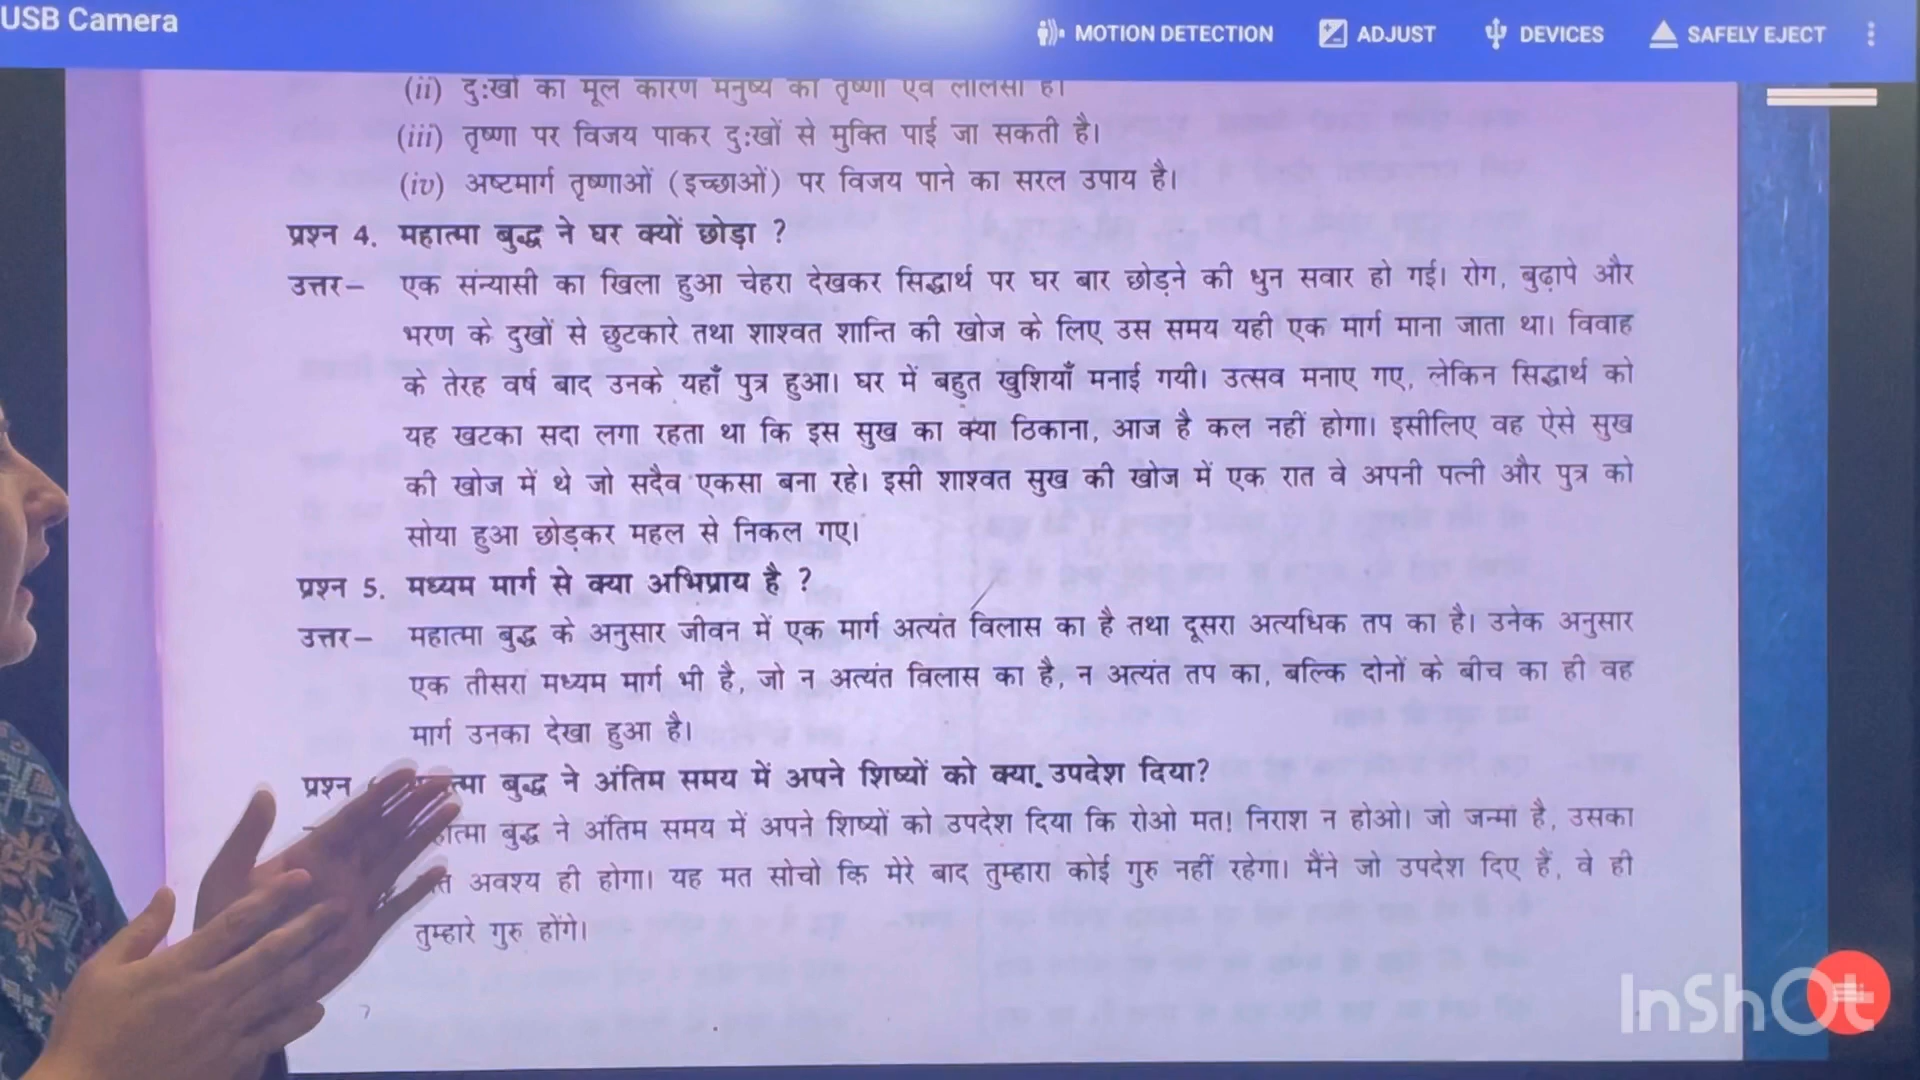 USB Camera
MOTION DETECTION ADJUST DEVICES SAFELY EJECT
(ii) दुःखों का मूल कारण मनुष्य की तृष्णा एवं लालसा है।
(iii) तृष्णा पर विजय पाकर दुःखों से मुक्ति पाई जा सकती है।
(iv) अष्टमार्ग तृष्णाओं (इच्छाओं) पर विजय पाने का सरल उपाय है।
प्रश्न 4. महात्मा बुद्ध ने घर क्यों छोड़ा ?
उत्तर– एक संन्यासी का खिला हुआ चेहरा देखकर सिद्धार्थ पर घर बार छोड़ने की धुन सवार हो गई। रोग, बुढ़ापे और
भरण के दुखों से छुटकारे तथा शाश्वत शान्ति की खोज के लिए उस समय यही एक मार्ग माना जाता था। विवाह
के तेरह वर्ष बाद उनके यहाँ पुत्र हुआ। घर में बहुत खुशियाँ मनाई गयी। उत्सव मनाए गए, लेकिन सिद्धार्थ को
यह खटका सदा लगा रहता था कि इस सुख का क्या ठिकाना, आज है कल नहीं होगा। इसीलिए वह ऐसे सुख
की खोज में थे जो सदैव एकसा बना रहे। इसी शाश्वत सुख की खोज में एक रात वे अपनी पत्नी और पुत्र को
सोया हुआ छोड़कर महल से निकल गए।
प्रश्न 5. मध्यम मार्ग से क्या अभिप्राय है ?
उत्तर– महात्मा बुद्ध के अनुसार जीवन में एक मार्ग अत्यंत विलास का है तथा दूसरा अत्यधिक तप का है। उनेक अनुसार
एक तीसरा मध्यम मार्ग भी है, जो न अत्यंत विलास का है, न अत्यंत तप का, बल्कि दोनों के बीच का ही वह
मार्ग उनका देखा हुआ है।
प्रश्न बुद्ध ने अंतिम समय में अपने शिष्यों को क्या उपदेश दिया?
बुद्ध ने अंतिम समय में अपने शिष्यों को उपदेश दिया कि रोओ मत! निराश न होओ। जो जन्मा है, उसका
अवश्य ही होगा। यह मत सोचो कि मेरे बाद तुम्हारा कोई गुरु नहीं रहेगा। मैंने जो उपदेश दिए हैं, वे ही
तुम्हारे गुरु होंगे।
InShOt